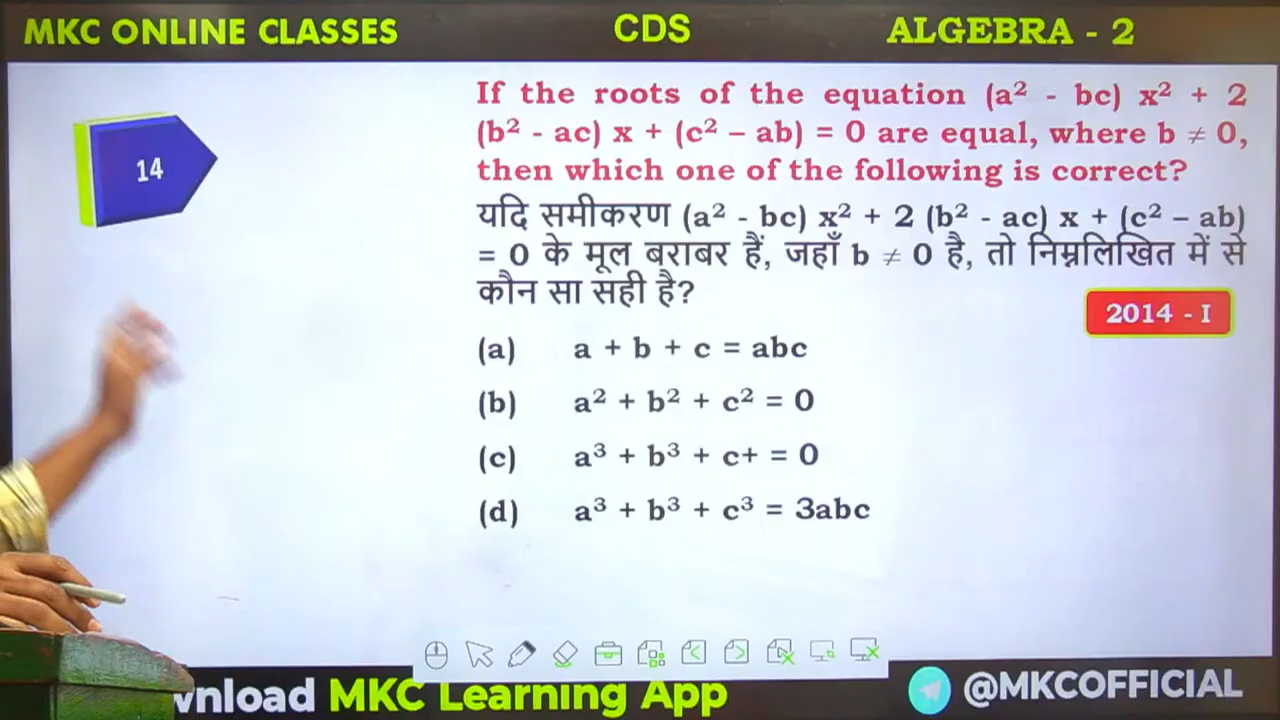 MKC ONLINE CLASSES
CDS
ALGEBRA - 2
14
If the roots of the equation (a² - bc) x² + 2
(b² - ac) x + (c² – ab) = 0 are equal, where b ≠ 0,
then which one of the following is correct?
यदि समीकरण (a² - bc) x² + 2 (b² - ac) x + (c² – ab)
= 0 के मूल बराबर हैं, जहाँ b ≠ 0 है, तो निम्नलिखित में से
कौन सा सही है?
2014 - I
(a) a + b + c = abc
(b) a² + b² + c² = 0
(c) a³ + b³ + c+ = 0
(d) a³ + b³ + c³ = 3abc
wnload MKC Learning App
@MKCOFFICIAL